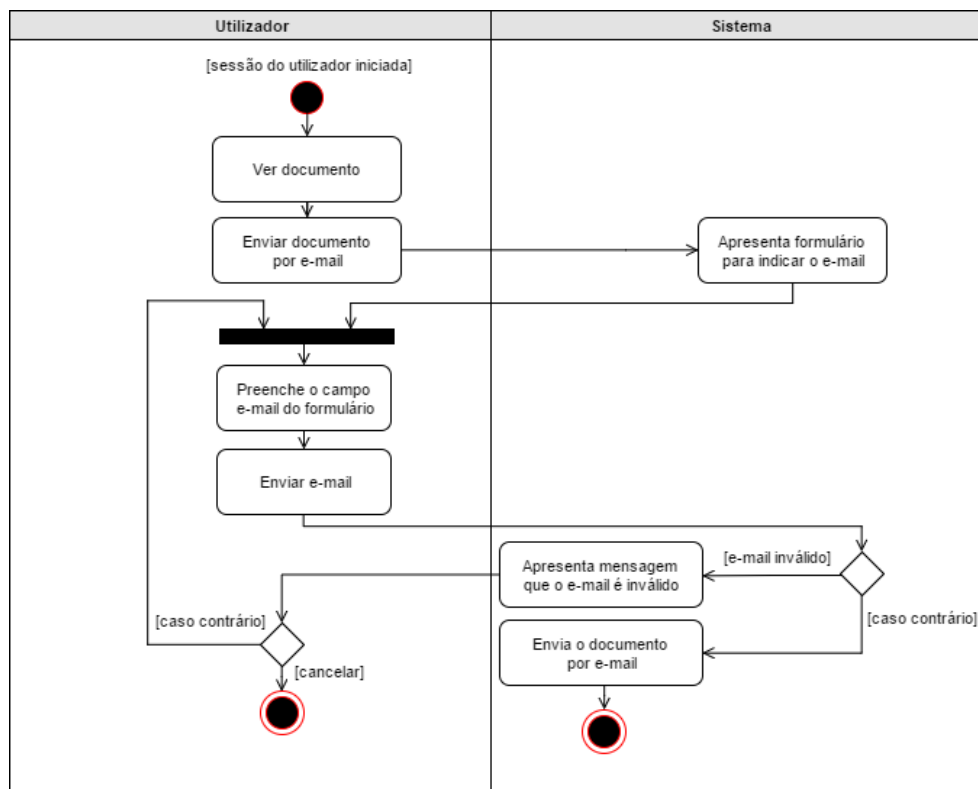 Utilizador
Sistema
[sessão do utilizador iniciada]
Ver documento
Enviar documento
por e-mail
Apresenta formulário
para indicar o e-mail
Preenche o campo
e-mail do formulário
Enviar e-mail
[e-mail inválido]
Apresenta mensagem
que o e-mail é inválido
[caso contrário]
[caso contrário]
Envia o documento
por e-mail
[cancelar]